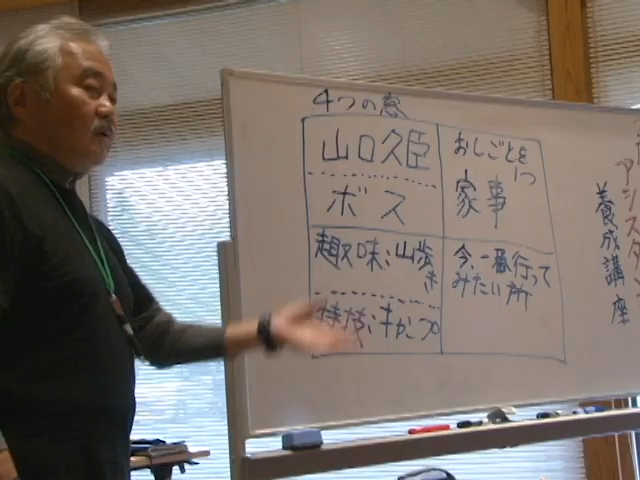 4つの窓
山口久臣
ボス
趣味；山歩
き
特技；キャンプ
おしごとを
1つ
家事
今、一番行って
みたい所
アシスタン
養成講座